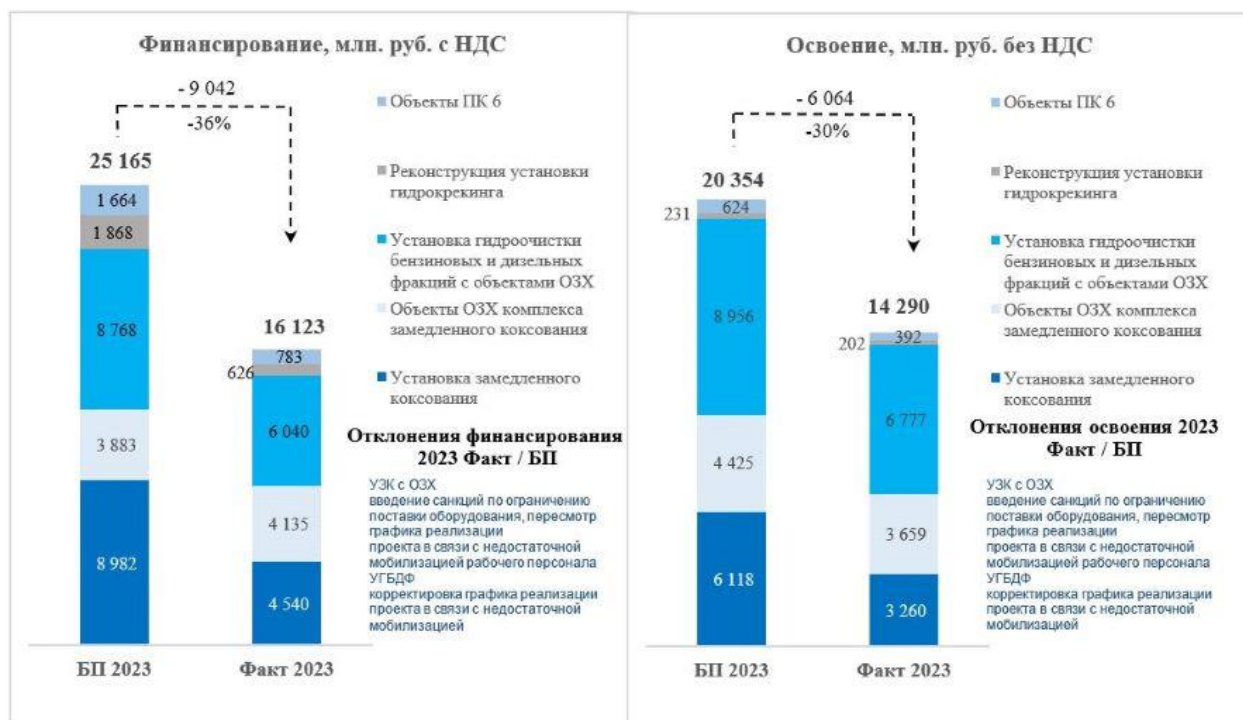 Финансирование, млн. руб. с НДС
- 9 042
-36%
25 165
1 664
1 868
8 768
3 883
8 982
БП 2023
16 123
783
626
6 040
4 135
4 540
Факт 2023
Объекты ПК 6
Реконструкция установки
гидрокрекинга
Установка гидроочистки
бензиновых и дизельных
фракций с объектами ОЗХ
Объекты ОЗХ комплекса
замедленного коксования
Установка замедленного
коксования
Отклонения финансирования
2023 Факт / БП
УЗК с ОЗХ
введение санкций по ограничению
поставки оборудования, пересмотр
графика реализации
проекта в связи с недостаточной
мобилизацией рабочего персонала
УГБДФ
корректировка графика реализации
проекта в связи с недостаточной
мобилизацией
Освоение, млн. руб. без НДС
- 6 064
-30%
20 354
624
231
8 956
4 425
6 118
БП 2023
14 290
392
202
6 777
3 659
3 260
Факт 2023
Объекты ПК 6
Реконструкция установки
гидрокрекинга
Установка гидроочистки
бензиновых и дизельных
фракций с объектами ОЗХ
Объекты ОЗХ комплекса
замедленного коксования
Установка замедленного
коксования
Отклонения освоения 2023
Факт / БП
УЗК с ОЗХ
введение санкций по ограничению
поставки оборудования, пересмотр
графика реализации
проекта в связи с недостаточной
мобилизацией рабочего персонала
УГБДФ
корректировка графика реализации
проекта в связи с недостаточной
мобилизацией